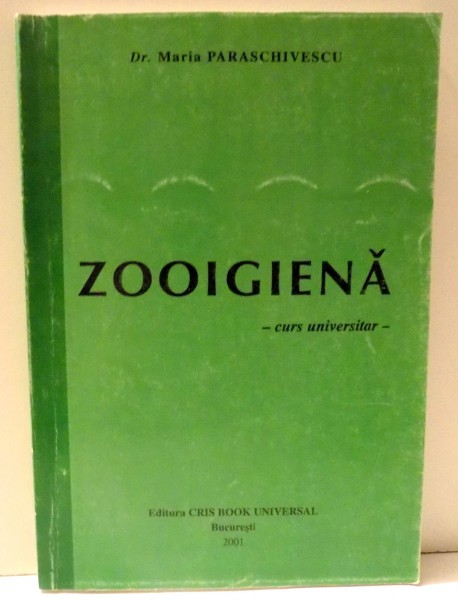 Dr. Maria PARASCHIVESCU
ZOOIGIENĂ
– curs universitar –
Editura CRIS BOOK UNIVERSAL
București
2001